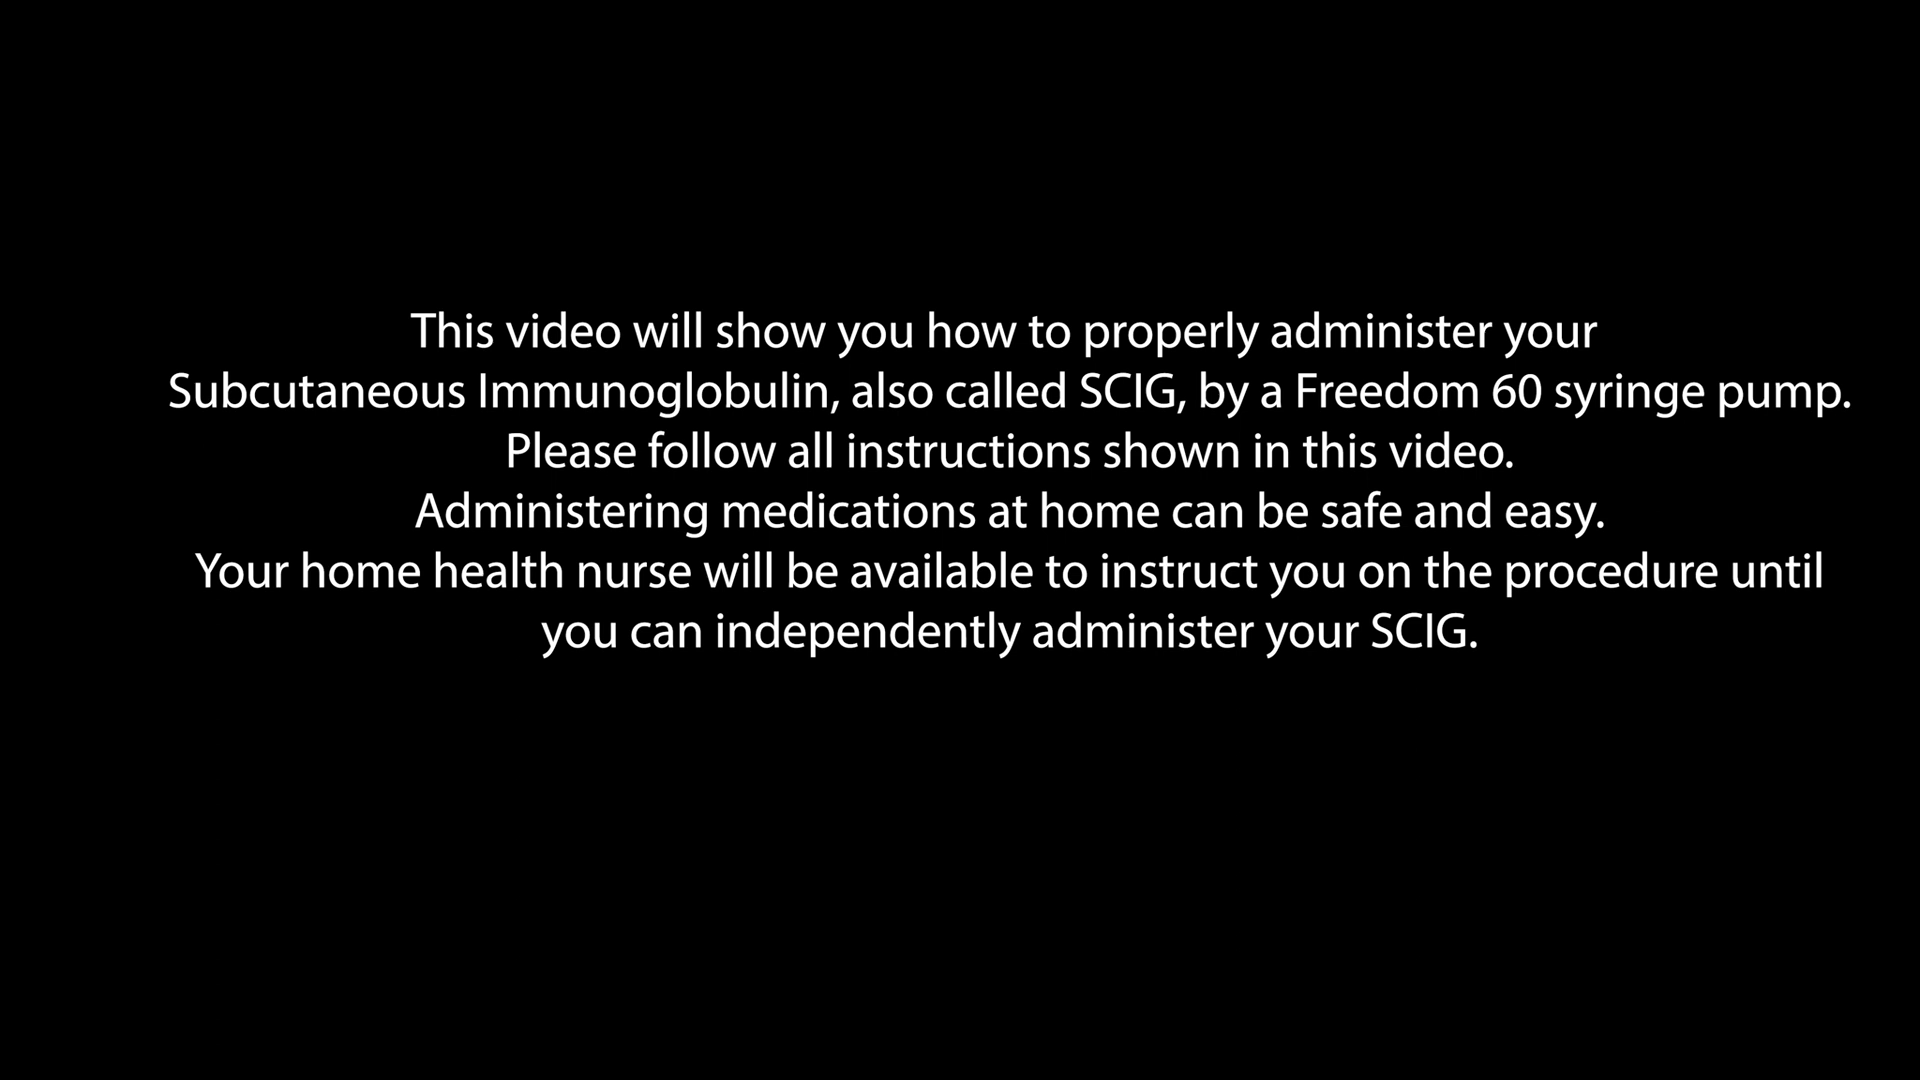 This video will show you how to properly administer your
Subcutaneous Immunoglobulin, also called SCIG, by a Freedom 60 syringe pump.
Please follow all instructions shown in this video.
Administering medications at home can be safe and easy.
Your home health nurse will be available to instruct you on the procedure until
you can independently administer your SCIG.